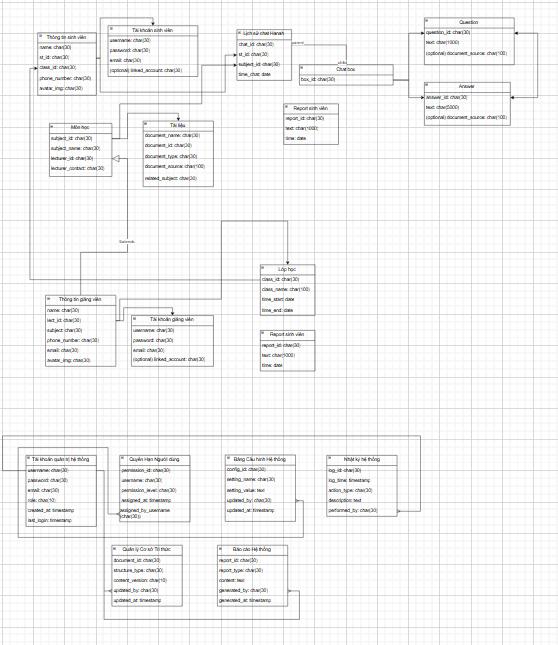 Thông tin sinh viên
name: char(30)
st_id: char(30)
class_id: char(30)
phone_number: char(30)
avatar_img: char(30)
Tài khoản sinh viên
username: char(30)
password: char(30)
email: char(30)
(optional) linked_account: char(30)
Lịch sử chat Hanah
chat_id: char(30)
st_id: char(30)
subject_id: char(30)
time_chat: date
parent
child
Chat box
box_id: char(30)
Question
question_id: char(30)
text: char(1000)
(optional) document_source: char(100)
Answer
answer_id: char(30)
text: char(5000)
(optional) document_source: char(100)
Report sinh viên
report_id: char(30)
text: char(1000)
time: date
Môn học
subject_id: char(30)
subject_name: char(30)
lecturer_id: char(30)
lecturer_contact: char(30)
Tài liệu
document_name: char(30)
document_id: char(30)
document_type: char(30)
document_source: char(100)
related_subject: char(30)
Extends
Lớp học
class_id: char(30)
class_name: char(100)
time_start: date
time_end: date
Thông tin giảng viên
name: char(30)
lect_id: char(30)
subject: char(30)
phone_number: char(30)
email: char(30)
avatar_img: char(30)
Tài khoản giảng viên
username: char(30)
password: char(30)
email: char(30)
(optional) linked_account: char(30)
Report sinh viên
report_id: char(30)
text: char(1000)
time: date
Tài khoản quản trị hệ thống
username: char(30)
password: char(30)
email: char(30)
role: char(10)
created_at: timestamp
last_login: timestamp
Quyền Hạn Người dùng
permission_id: char(30)
username: char(30)
permission_level: char(30)
assigned_at: timestamp
assigned_by_username
(char(30))
Bảng Cấu hình Hệ thống
config_id: char(30)
setting_name: char(30)
setting_value: text
updated_by: char(30)
updated_at: timestamp
Nhật ký hệ thống
log_id: char(30)
log_time: timestamp
action_type: char(30)
description: text
performed_by: char(30)
Quản lý Cơ sở Tri thức
document_id: char(30)
structure_type: char(30)
content_version: char(10)
updated_by: char(30)
updated_at: timestamp
Báo cáo Hệ thống
report_id: char(30)
report_type: char(30)
content: text
generated_by: char(30)
generated_at: timestamp